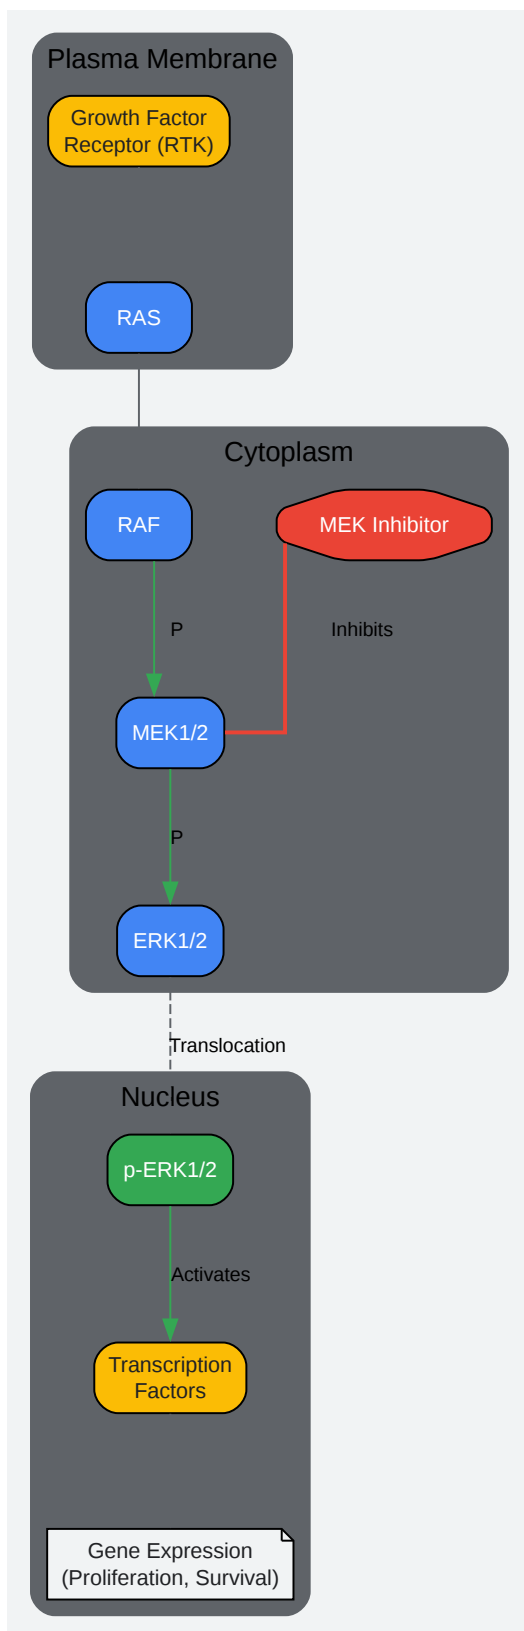 Plasma Membrane
Growth Factor
Receptor (RTK)
RAS
Cytoplasm
RAF
MEK Inhibitor
P
Inhibits
MEK1/2
P
ERK1/2
Translocation
Nucleus
p-ERK1/2
Activates
Transcription
Factors
Gene Expression
(Proliferation, Survival)